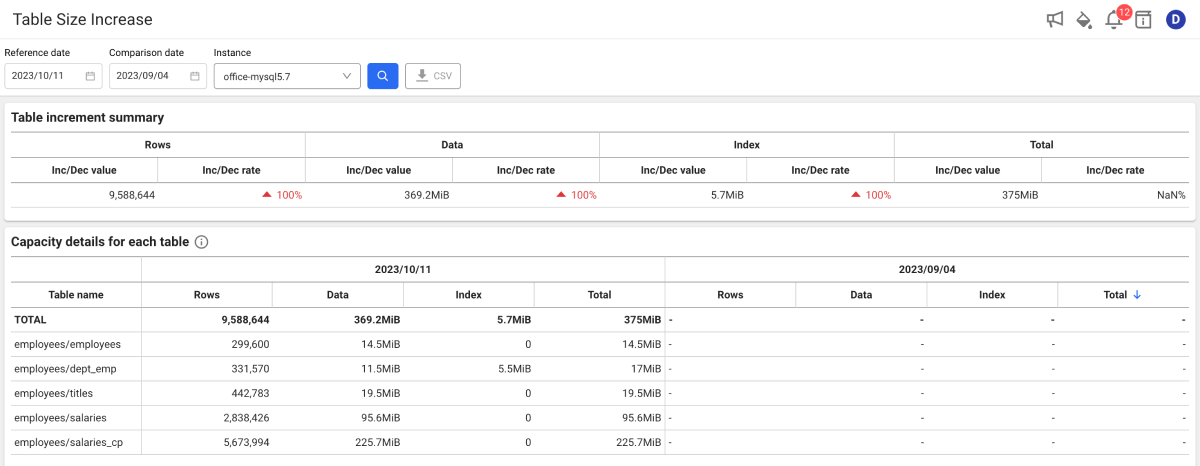 Table Size Increase
12
D
Reference date Comparison date Instance
2023/10/11 2023/09/04 office-mysql5.7 CSV
Table increment summary
Rows Data Index Total
Inc/Dec value Inc/Dec rate Inc/Dec value Inc/Dec rate Inc/Dec value Inc/Dec rate Inc/Dec value Inc/Dec rate
9,588,644 100% 369.2MiB 100% 5.7MiB 100% 375MiB NaN%
Capacity details for each table
2023/10/11 2023/09/04
Table name Rows Data Index Total Rows Data Index Total
TOTAL 9,588,644 369.2MiB 5.7MiB 375MiB - - - -
employees/employees 299,600 14.5MiB 0 14.5MiB - - - -
employees/dept_emp 331,570 11.5MiB 5.5MiB 17MiB - - - -
employees/titles 442,783 19.5MiB 0 19.5MiB - - - -
employees/salaries 2,838,426 95.6MiB 0 95.6MiB - - - -
employees/salaries_cp 5,673,994 225.7MiB 0 225.7MiB - - - -